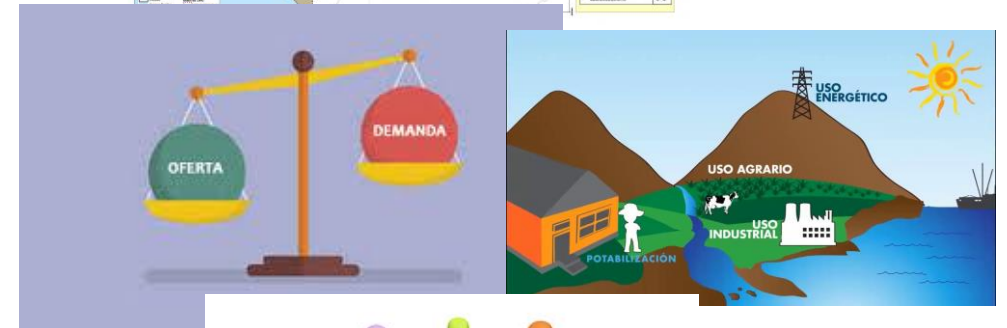 OFERTA
DEMANDA
USO
ENERGÉTICO
USO AGRARIO
USO
INDUSTRIAL
POTABILIZACIÓN